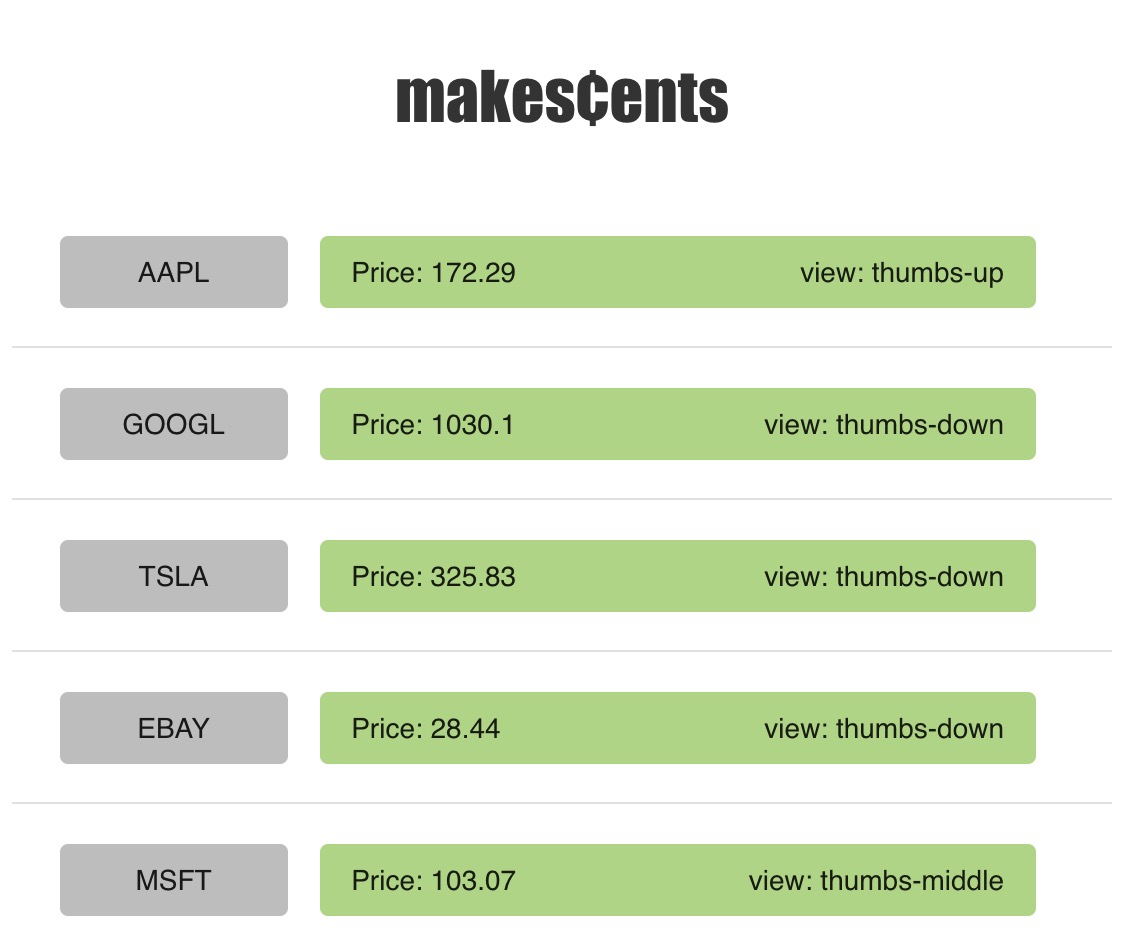 makes¢ents
AAPL Price: 172.29 view: thumbs-up
GOOGL Price: 1030.1 view: thumbs-down
TSLA Price: 325.83 view: thumbs-down
EBAY Price: 28.44 view: thumbs-down
MSFT Price: 103.07 view: thumbs-middle